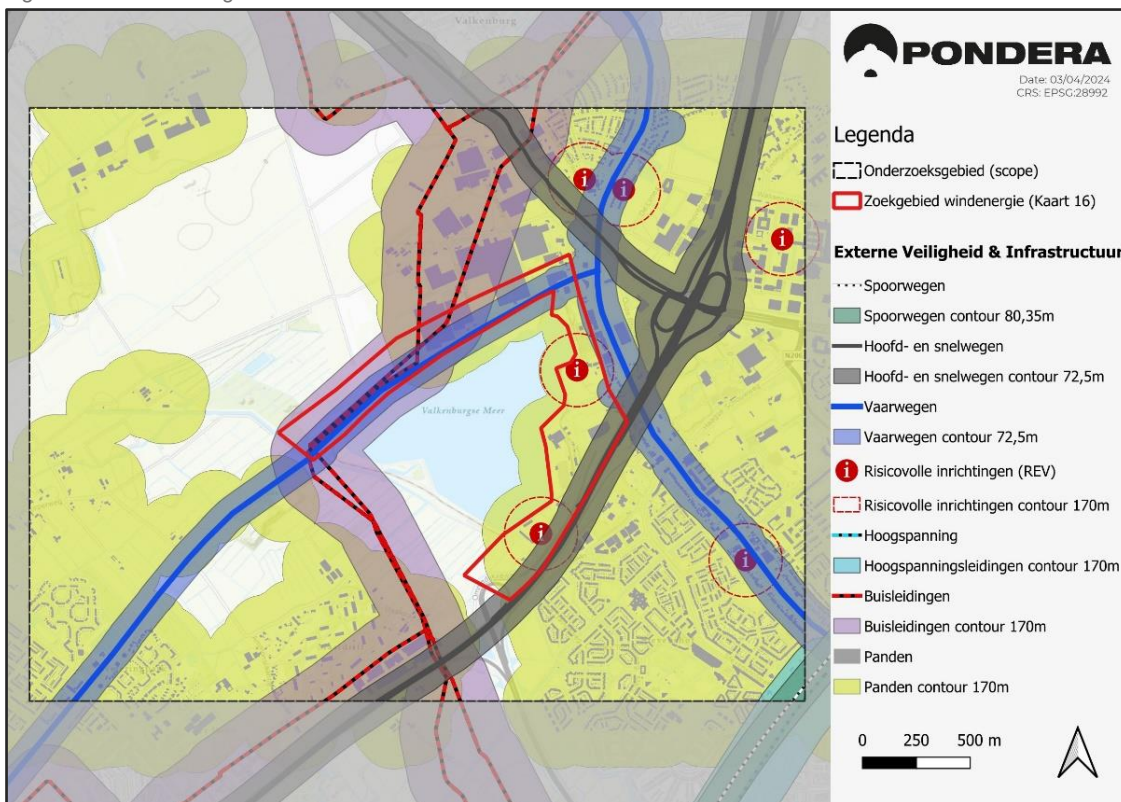 Valkenburg
Valkenburgse Meer
N206
i
i
i
i
i
i
PONDERA
Date: 03/04/2024
CRS: EPSG:28992
Legenda
Onderzoeksgebied (scope)
Zoekgebied windenergie (Kaart 16)
Externe Veiligheid & Infrastructuur
Spoorwegen
Spoorwegen contour 80,35m
Hoofd- en snelwegen
Hoofd- en snelwegen contour 72,5m
Vaarwegen
Vaarwegen contour 72,5m
i Risicovolle inrichtingen (REV)
Risicovolle inrichtingen contour 170m
Hoogspanning
Hoogspanningsleidingen contour 170m
Buisleidingen
Buisleidingen contour 170m
Panden
Panden contour 170m
0 250 500 m